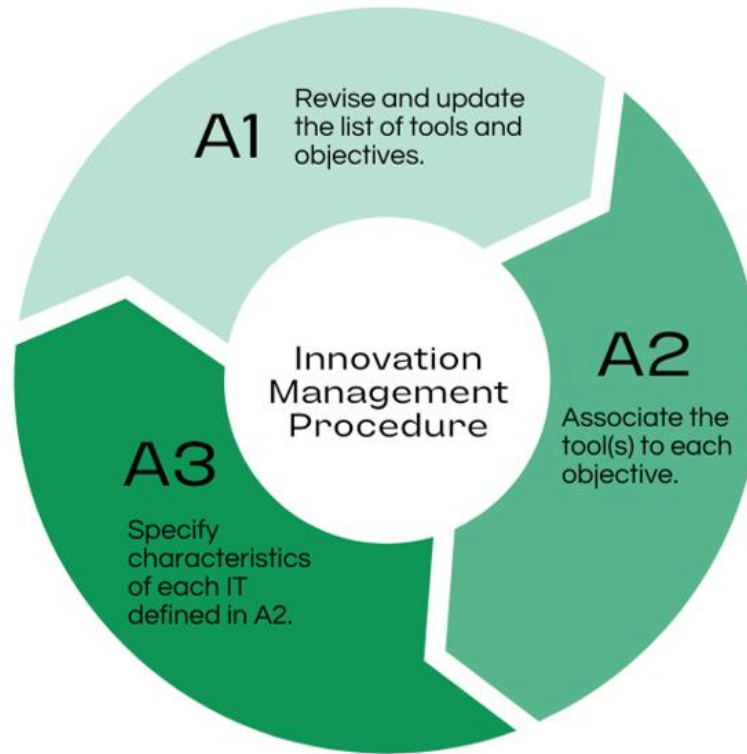 A1
Revise and update
the list of tools and
objectives.
A2
Associate the
tool(s) to each
objective.
A3
Specify
characteristics
of each IT
defined in A2.
Innovation
Management
Procedure